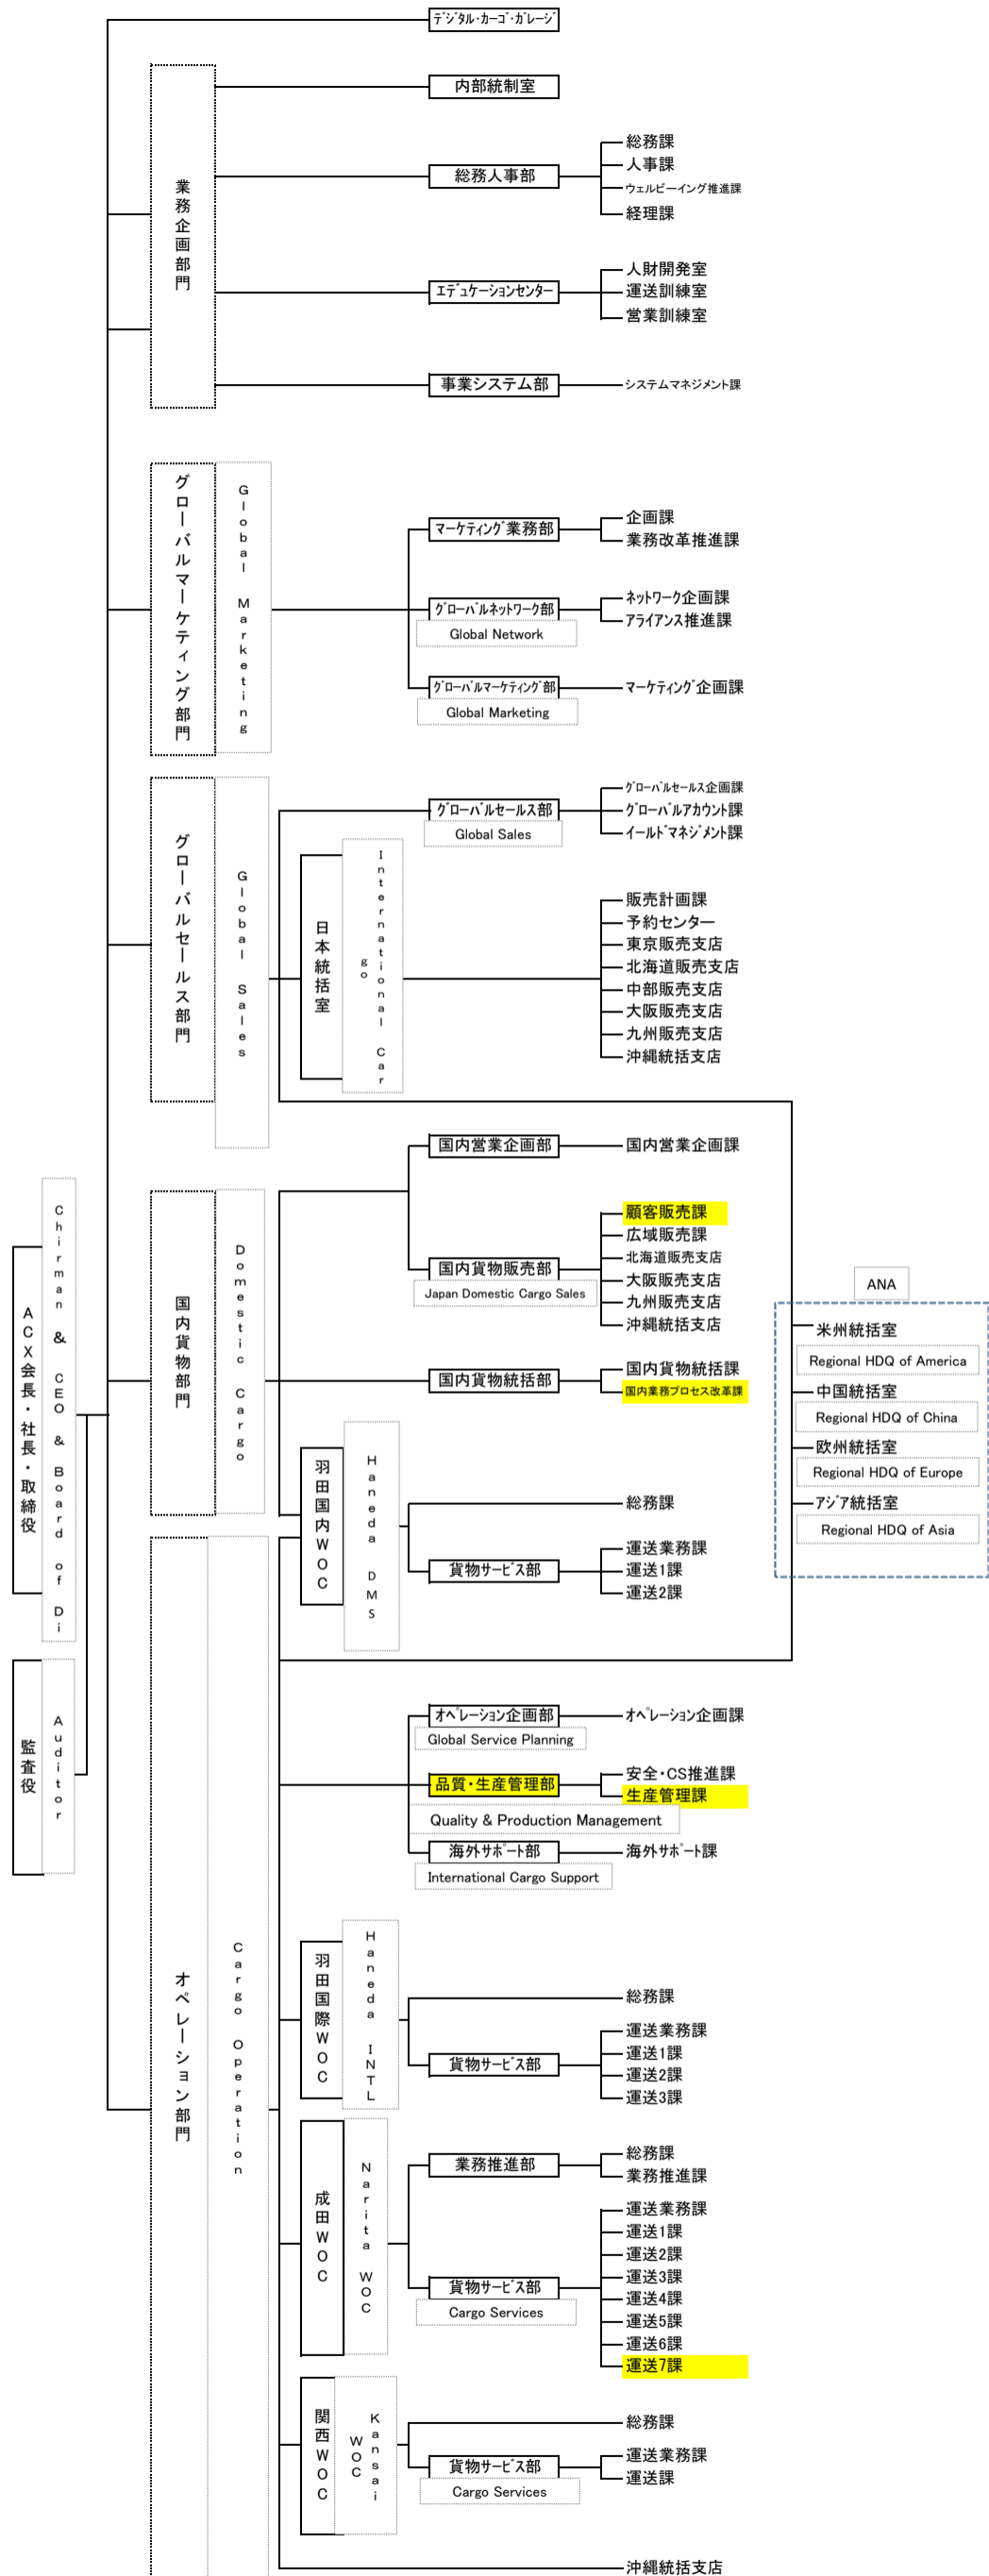 デジタル・カーゴ・ガレージ
内部統制室
業務企画部門
総務人事部
総務課
人事課
ウェルビーイング推進課
経理課
エデュケーションセンター
人財開発室
運送訓練室
営業訓練室
事業システム部
システムマネジメント課
グローバルマーケティング部門
Global Marketing
マーケティング業務部
企画課
業務改革推進課
グローバルネットワーク部
Global Network
ネットワーク企画課
アライアンス推進課
グローバルマーケティング部
Global Marketing
マーケティング企画課
グローバルセールス部門
Global Sales
グローバルセールス部
Global Sales
グローバルセールス企画課
グローバルアカウント課
イールドマネジメント課
日本統括室
International Car
go
販売計画課
予約センター
東京販売支店
北海道販売支店
中部販売支店
大阪販売支店
九州販売支店
沖縄統括支店
ACX会長・社長・取締役
Chirman & CEO & Board of Di
監査役
Auditor
国内貨物部門
Domestic Cargo
国内営業企画部
国内営業企画課
国内貨物販売部
Japan Domestic Cargo Sales
顧客販売課
広域販売課
北海道販売支店
大阪販売支店
九州販売支店
沖縄統括支店
国内貨物統括部
国内貨物統括課
国内業務プロセス改革課
ANA
米州統括室
Regional HDQ of America
中国統括室
Regional HDQ of China
欧州統括室
Regional HDQ of Europe
アジア統括室
Regional HDQ of Asia
羽田国内WOC
Haneda DMS
総務課
貨物サービス部
運送業務課
運送1課
運送2課
オペレーション部門
Cargo Operation
オペレーション企画部
Global Service Planning
オペレーション企画課
品質・生産管理部
Quality & Production Management
安全・CS推進課
生産管理課
海外サポート部
International Cargo Support
海外サポート課
羽田国際WOC
Haneda INTL
総務課
貨物サービス部
運送業務課
運送1課
運送2課
運送3課
成田WOC
Narita WOC
業務推進部
総務課
業務推進課
貨物サービス部
Cargo Services
運送業務課
運送1課
運送2課
運送3課
運送4課
運送5課
運送6課
運送7課
関西WOC
Kansai
WOC
総務課
貨物サービス部
Cargo Services
運送業務課
運送課
沖縄統括支店